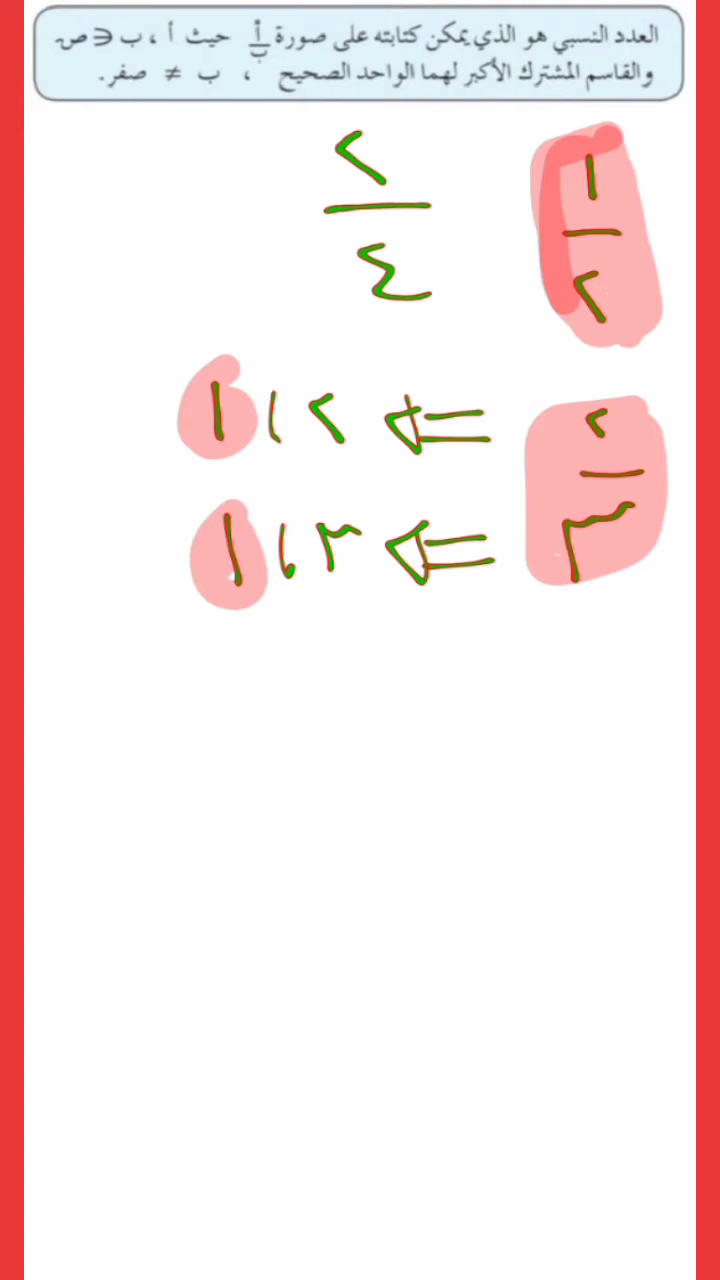 العدد النسبي هو الذي يمكن كتابته على صورة أ/ب حيث أ ، ب ∈ ص
والقاسم المشترك الأكبر لهما الواحد الصحيح ، ب ≠ صفر.
١/٢ ٢/٤
٢/٣ ⇐ ٢ ، ١
⇐ ٣ ، ١